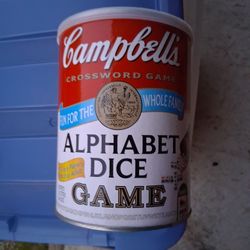 Campbell's
CROSSWORD GAME
FUN FOR THE
WHOLE FAMILY
ALPHABET
DICE
GAME